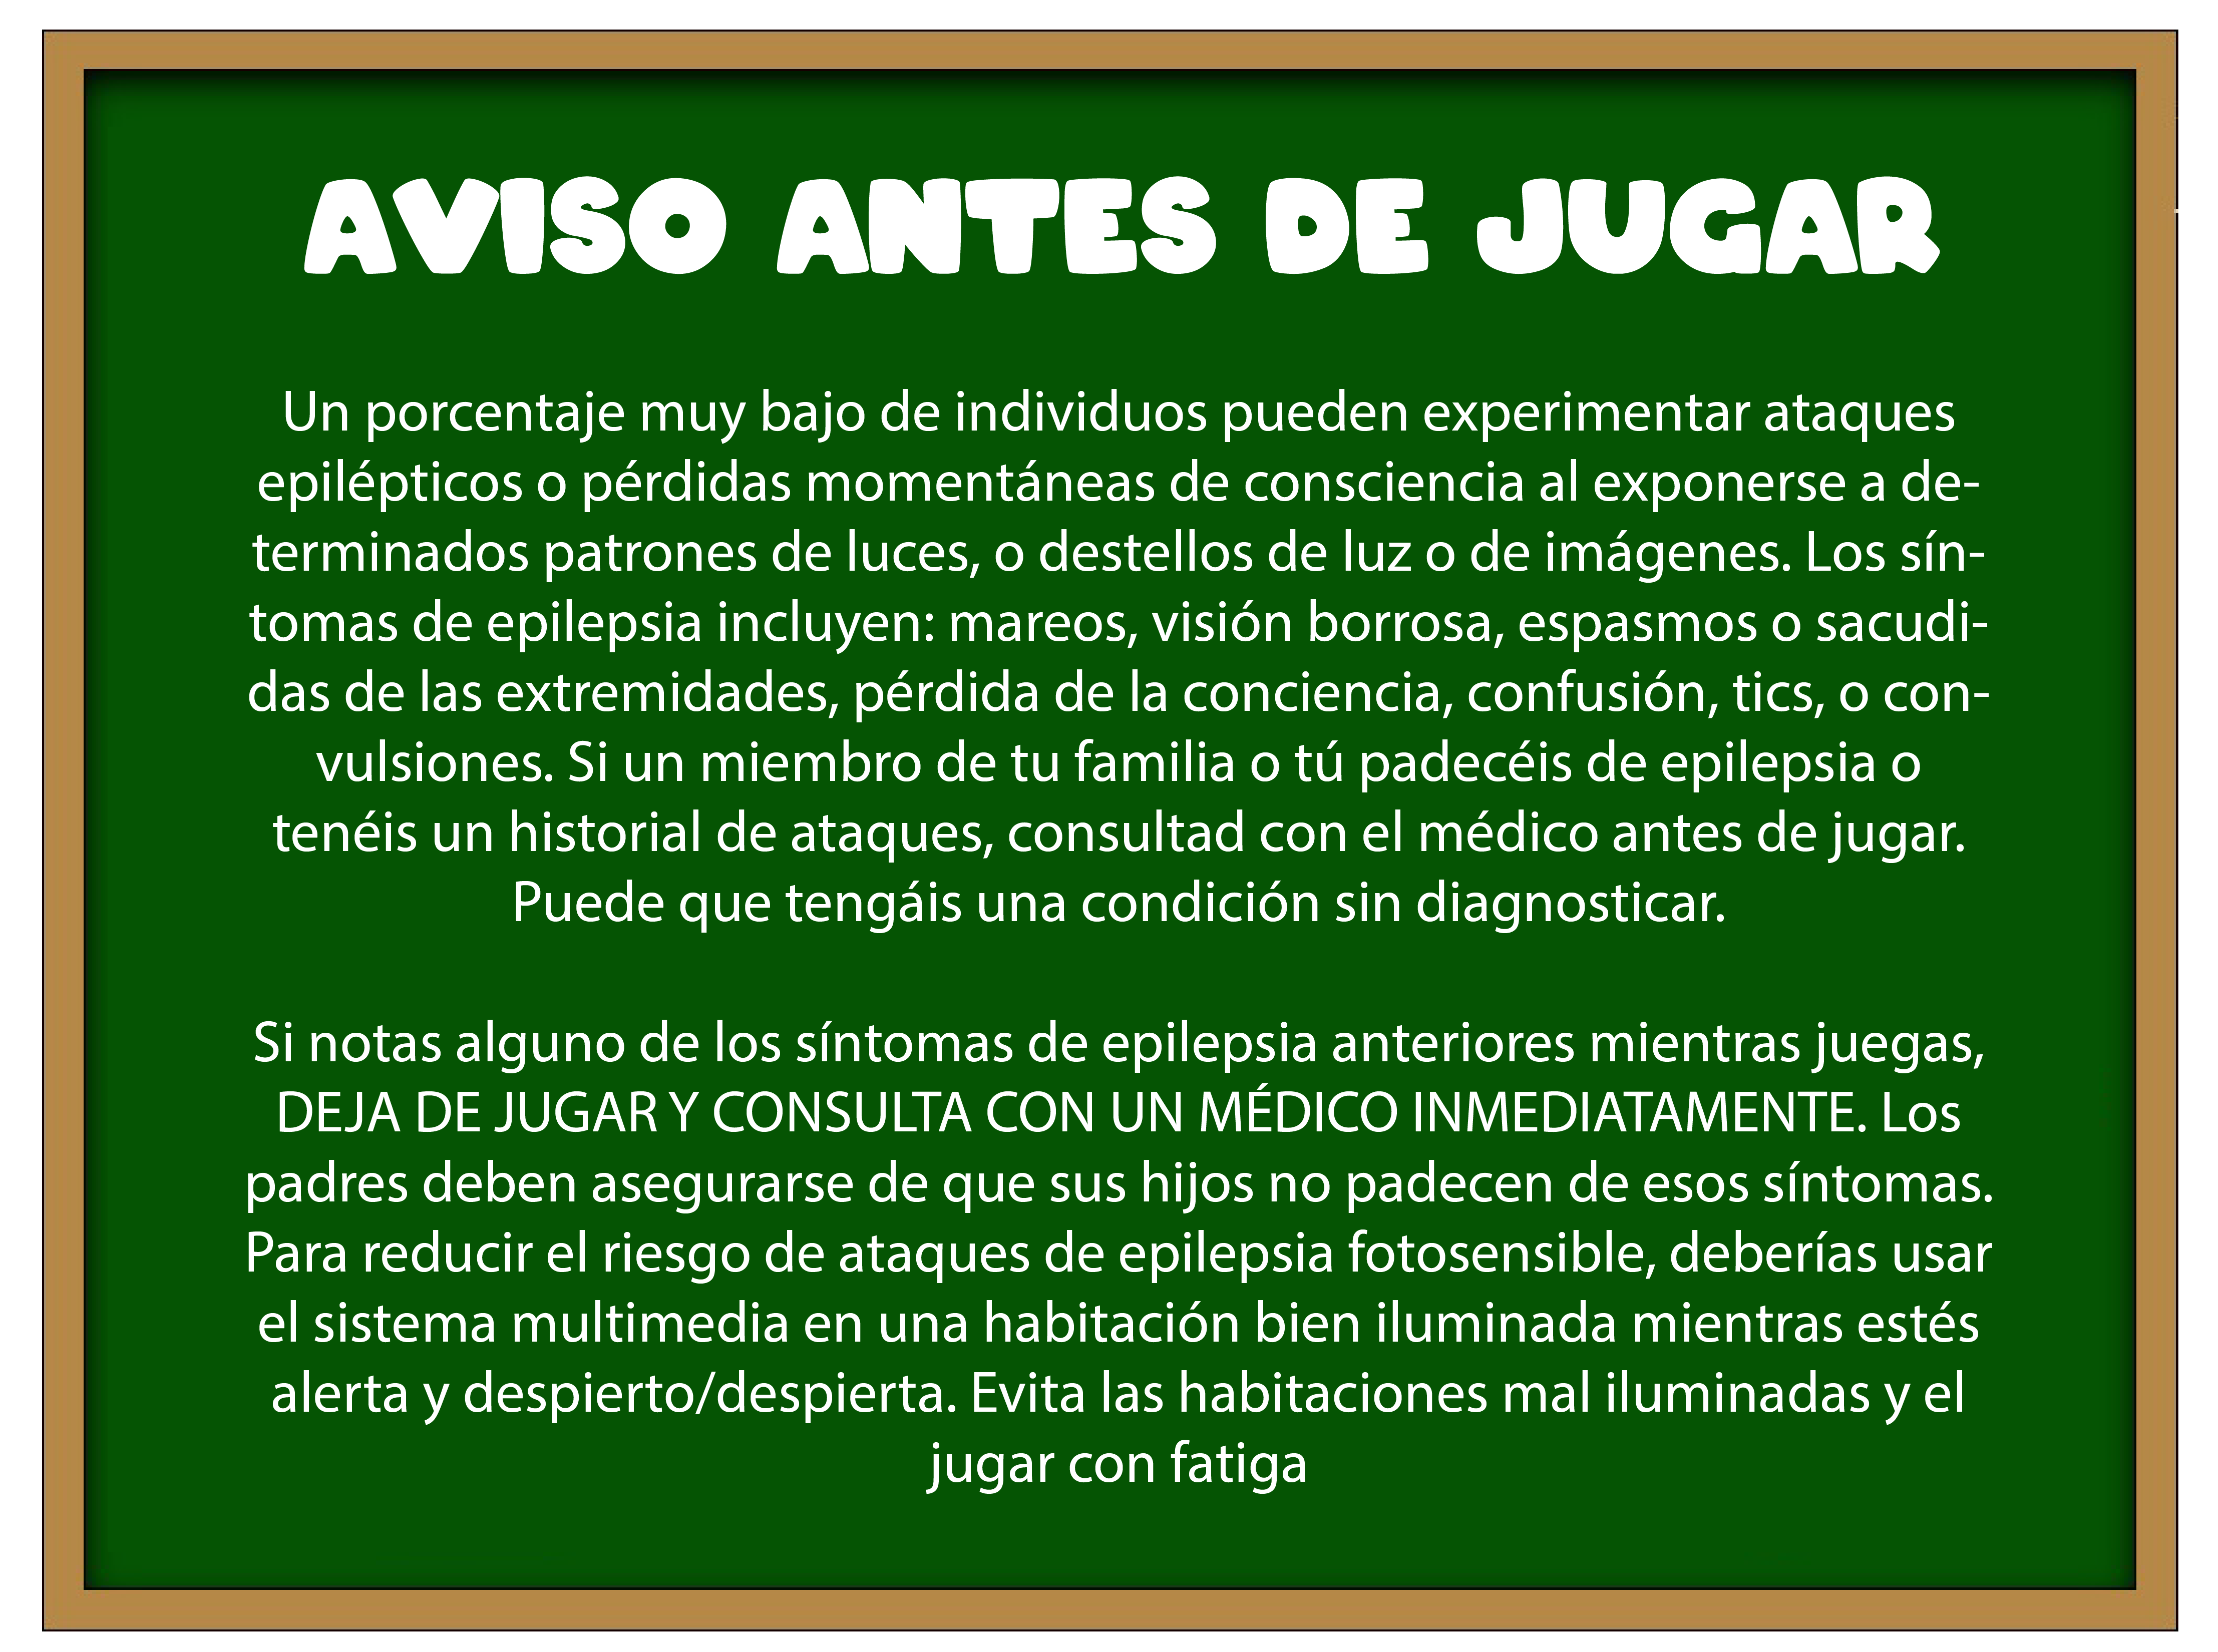 AVISO ANTES DE JUGAR
Un porcentaje muy bajo de individuos pueden experimentar ataques
epilépticos o pérdidas momentáneas de consciencia al exponerse a de-
terminados patrones de luces, o destellos de luz o de imágenes. Los sín-
tomas de epilepsia incluyen: mareos, visión borrosa, espasmos o sacudi-
das de las extremidades, pérdida de la conciencia, confusión, tics, o con-
vulsiones. Si un miembro de tu familia o tú padecéis de epilepsia o
tenéis un historial de ataques, consultad con el médico antes de jugar.
Puede que tengáis una condición sin diagnosticar.
Si notas alguno de los síntomas de epilepsia anteriores mientras juegas,
DEJA DE JUGAR Y CONSULTA CON UN MÉDICO INMEDIATAMENTE. Los
padres deben asegurarse de que sus hijos no padecen de esos síntomas.
Para reducir el riesgo de ataques de epilepsia fotosensible, deberías usar
el sistema multimedia en una habitación bien iluminada mientras estés
alerta y despierto/despierta. Evita las habitaciones mal iluminadas y el
jugar con fatiga